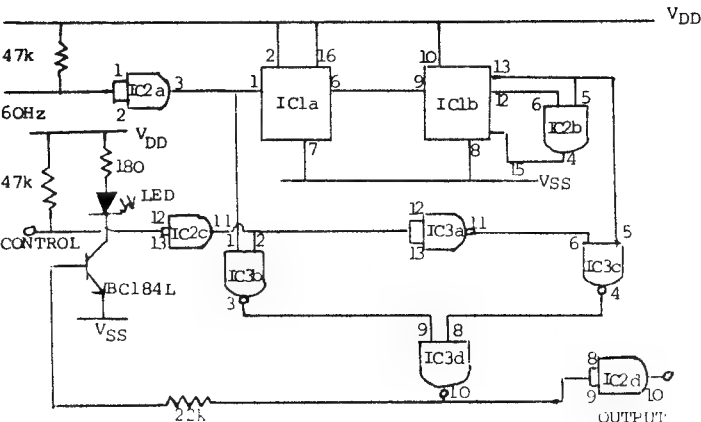 VDD
47k
2
16
10
13
1
IC2a
3
1
IC1a
6
9
IC1b
12
6
5
60Hz
2
IC2b
7
8
4
15
VDD
VSS
180
47k
LED
12
11
12
11
5
CONTROL
13
IC2c
1
2
IC3a
6
13
IC3b
IC3c
BC184L
3
4
VSS
9
8
IC3d
8
IC2d
10
9
10
22k
OUTPUT